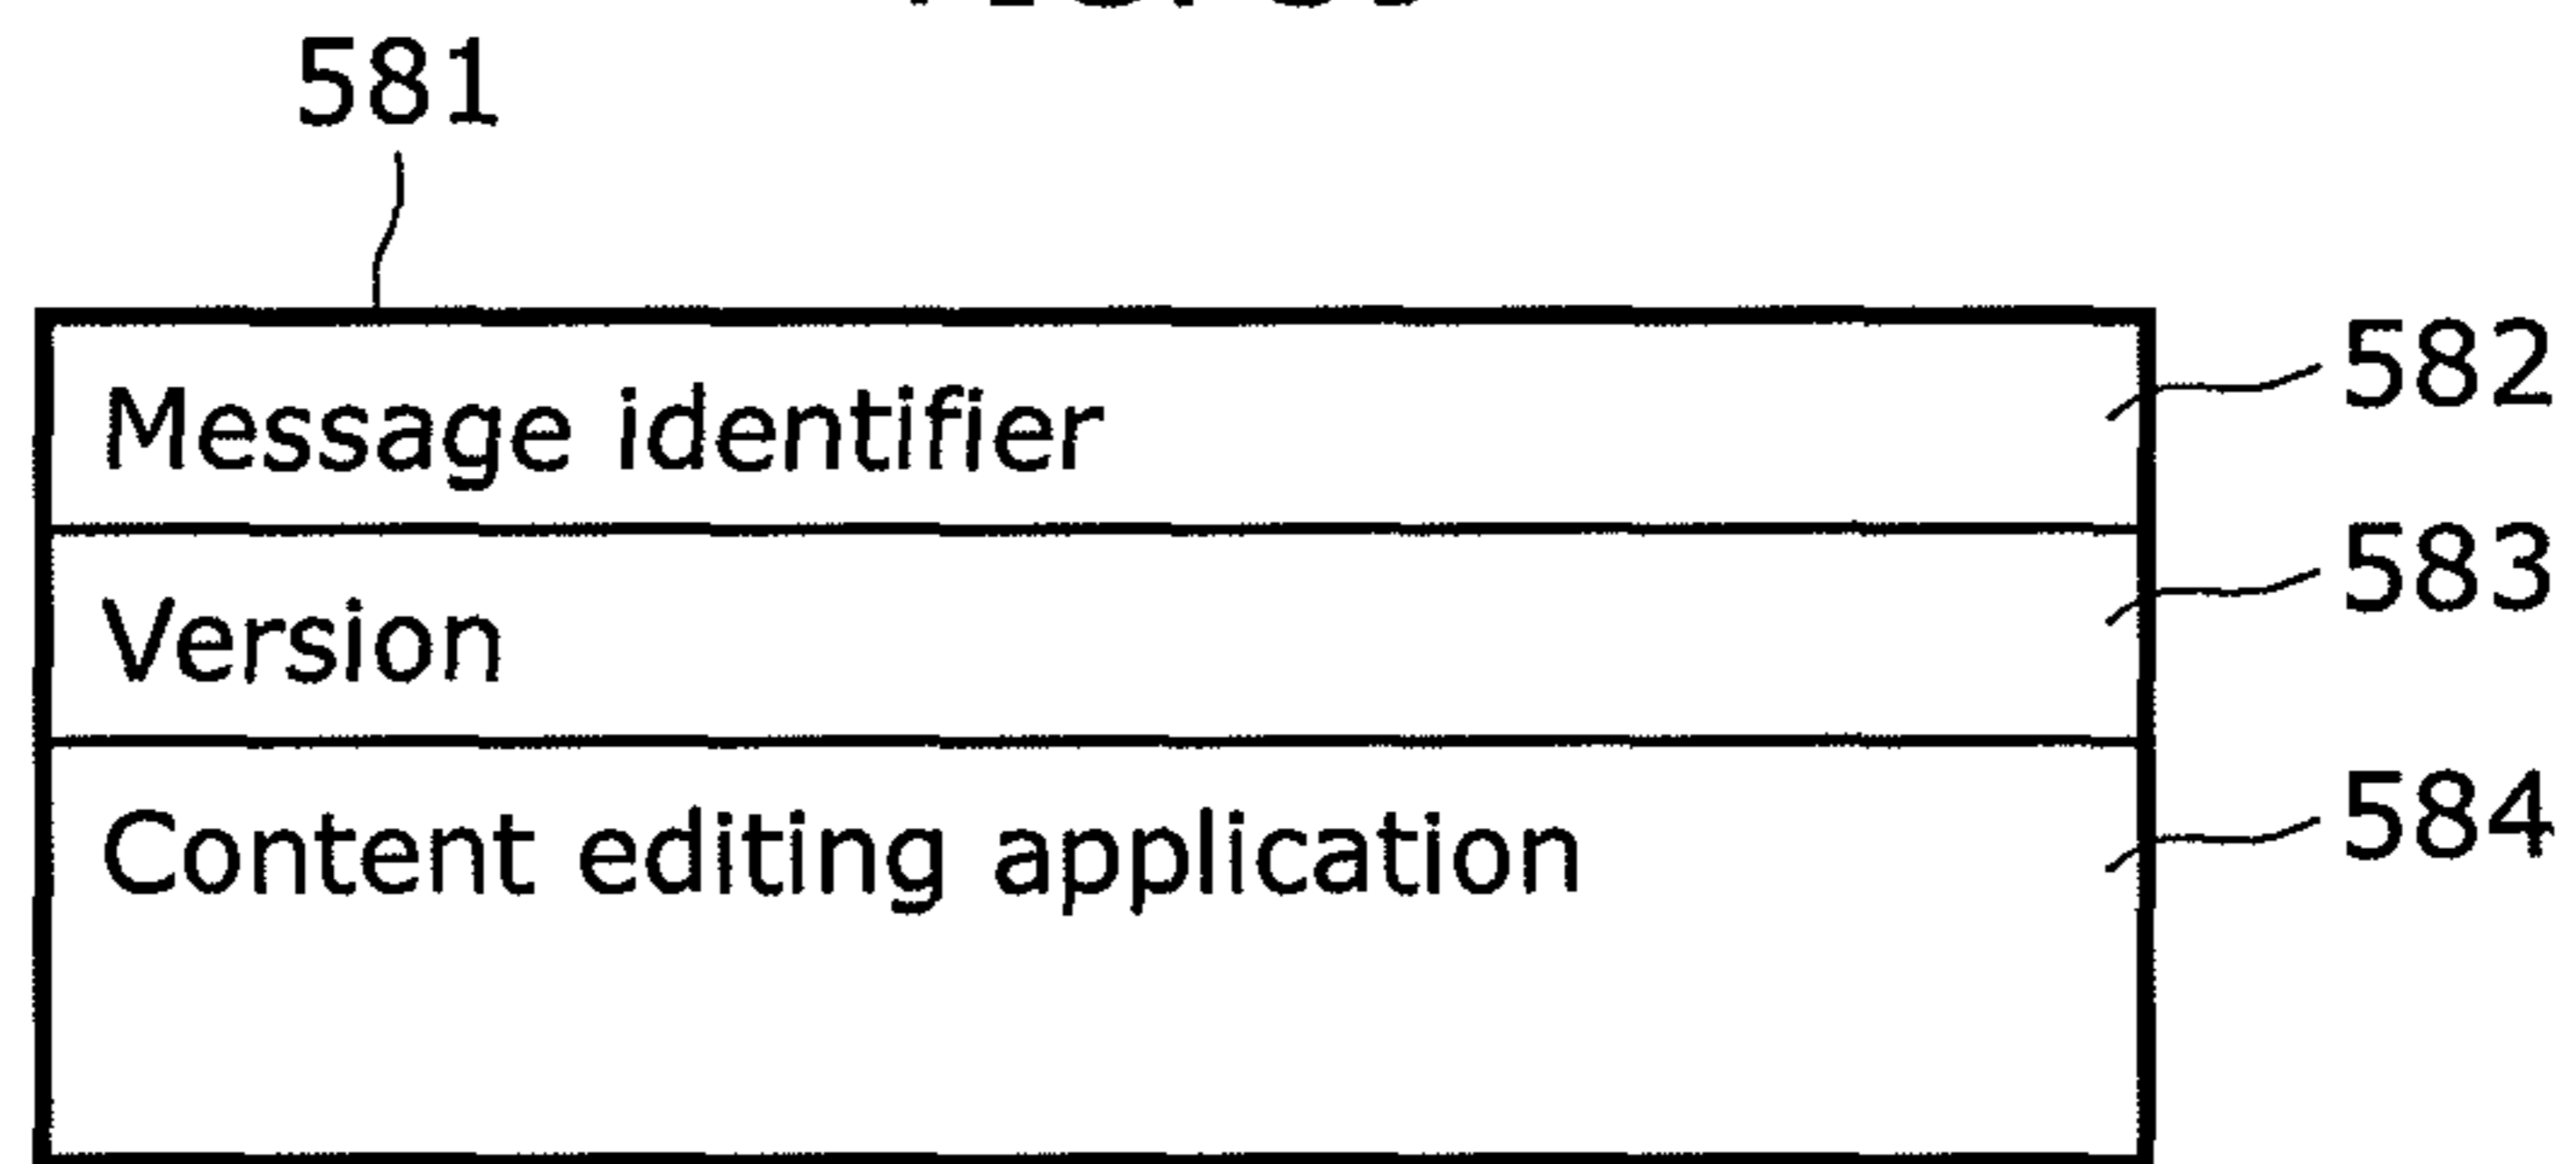 581
Message identifier 582
Version 583
Content editing application 584